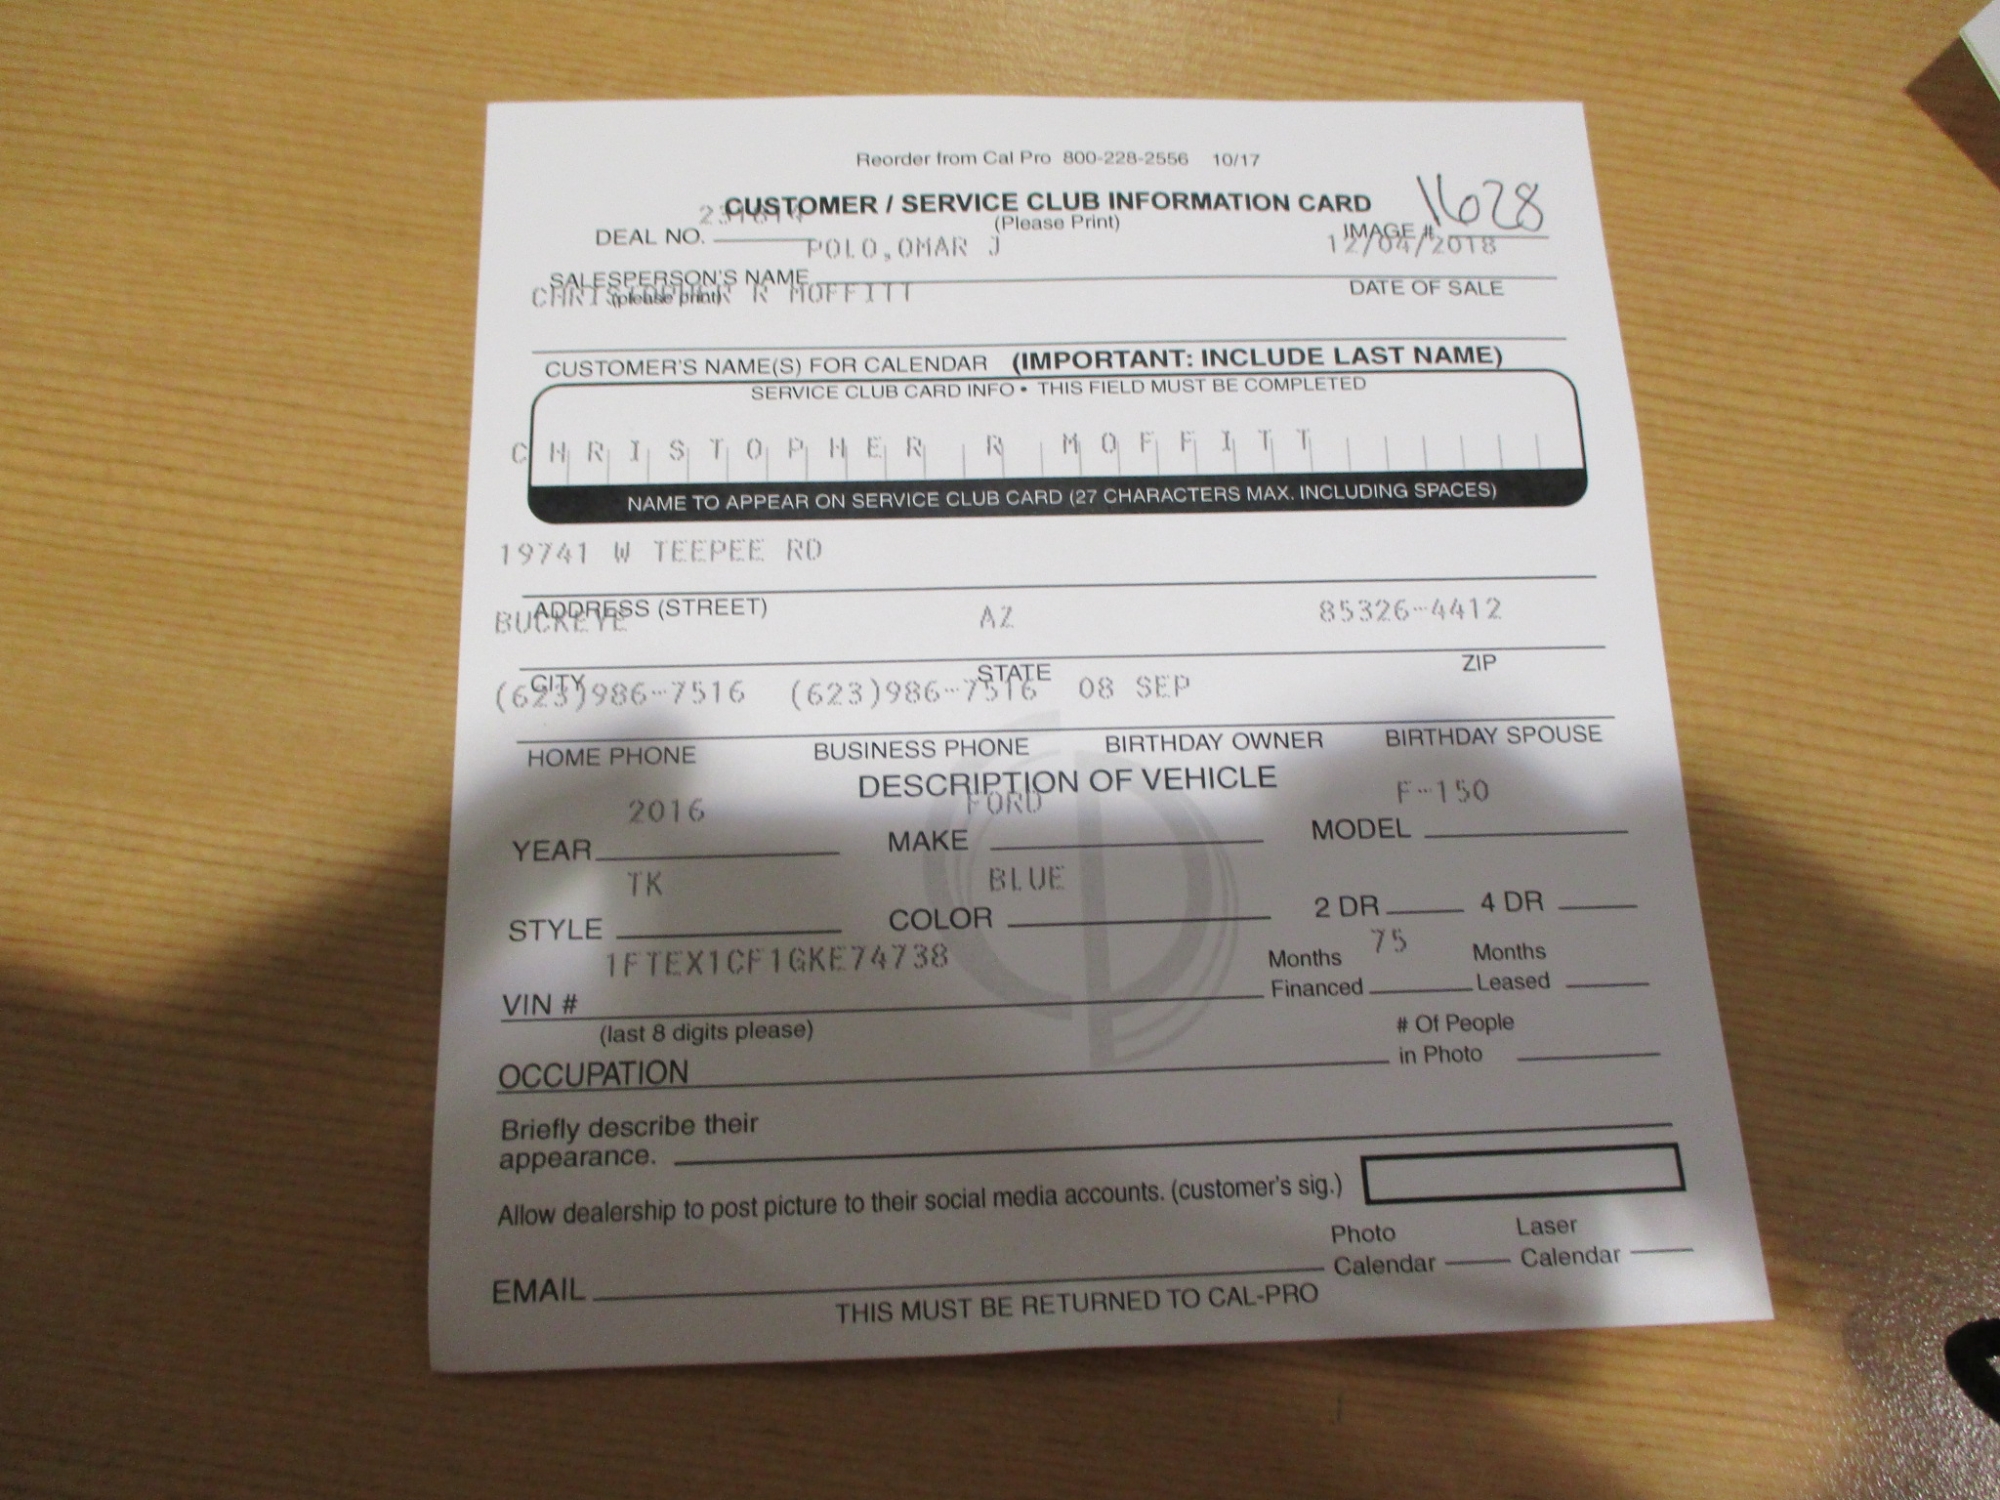 Reorder from Cal Pro 800-228-2556 10/17
CUSTOMER / SERVICE CLUB INFORMATION CARD 1628
(Please Print)
DEAL NO. IMAGE #
POLO,OMAR J 12/04/2018
SALESPERSON'S NAME DATE OF SALE
(please print)
CHRISTOPHER R MOFFITT
CUSTOMER'S NAME(S) FOR CALENDAR (IMPORTANT: INCLUDE LAST NAME)
SERVICE CLUB CARD INFO • THIS FIELD MUST BE COMPLETED
CHRISTOPHER R MOFFITT
NAME TO APPEAR ON SERVICE CLUB CARD (27 CHARACTERS MAX. INCLUDING SPACES)
19741 W TEEPEE RD
ADDRESS (STREET)
BUCKEYE AZ 85326-4412
CITY STATE ZIP
(623)986-7516 (623)986-7516 08 SEP
HOME PHONE BUSINESS PHONE BIRTHDAY OWNER BIRTHDAY SPOUSE
DESCRIPTION OF VEHICLE
2016 FORD F-150
YEAR MAKE MODEL
TK BLUE
STYLE COLOR 2 DR 4 DR
1FTEX1CF1GKE74738 75
VIN # Months Financed Months Leased
(last 8 digits please)
OCCUPATION # Of People in Photo
Briefly describe their
appearance.
Allow dealership to post picture to their social media accounts. (customer's sig.)
EMAIL Photo Calendar Laser Calendar
THIS MUST BE RETURNED TO CAL-PRO